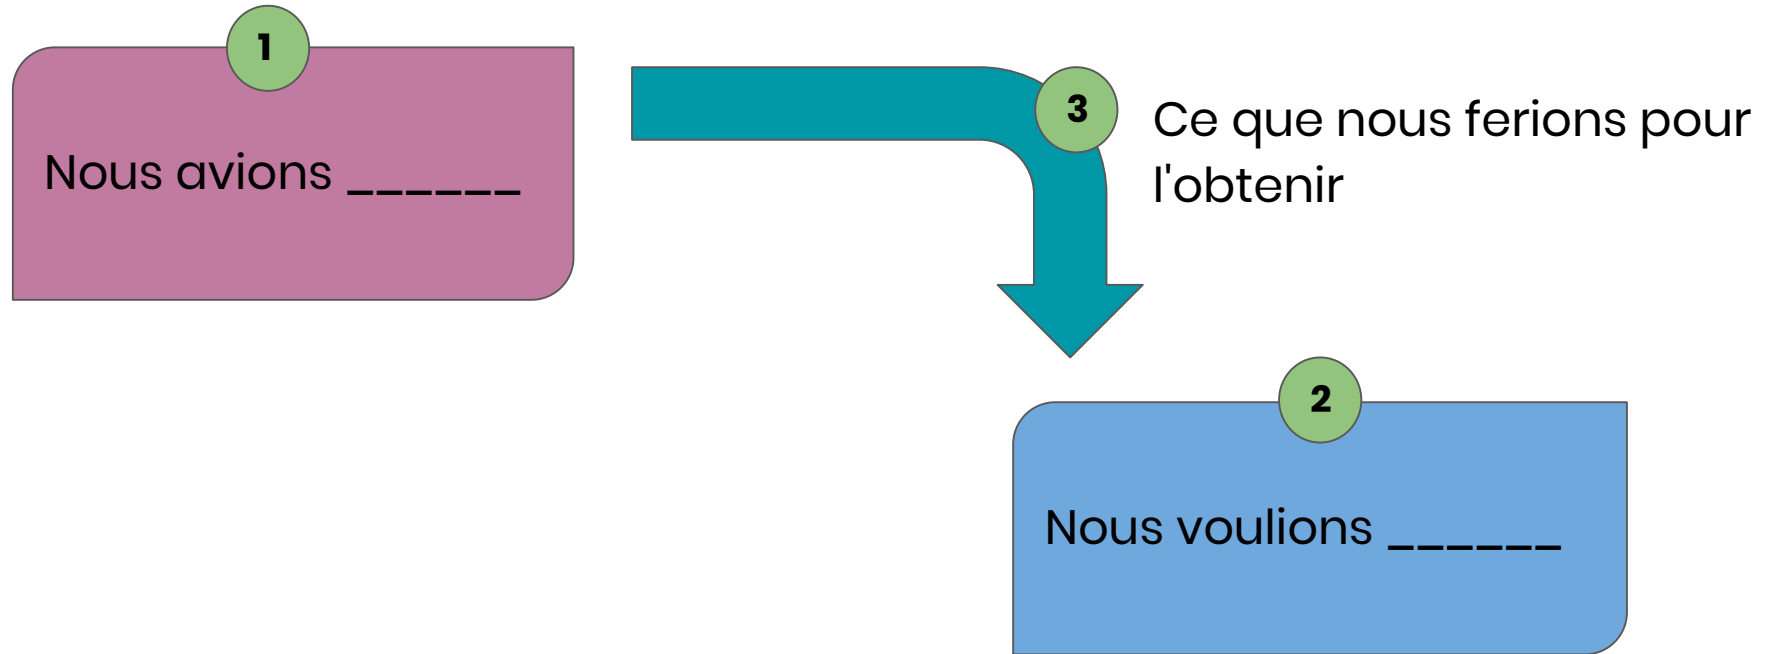 1
Nous avions ______
3
Ce que nous ferions pour
l'obtenir
2
Nous voulions ______